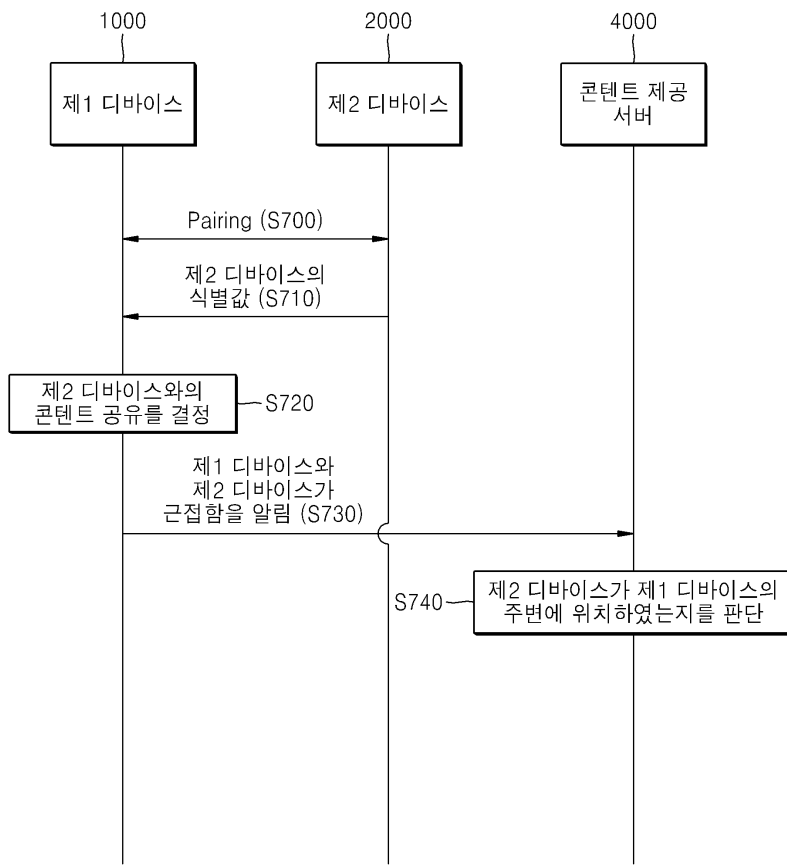 1000
2000
4000
제1 디바이스
제2 디바이스
콘텐트 제공
서버
Pairing (S700)
제2 디바이스의
식별값 (S710)
제2 디바이스와의
콘텐트 공유를 결정
S720
제1 디바이스와
제2 디바이스가
근접함을 알림 (S730)
S740
제2 디바이스가 제1 디바이스의
주변에 위치하였는지를 판단